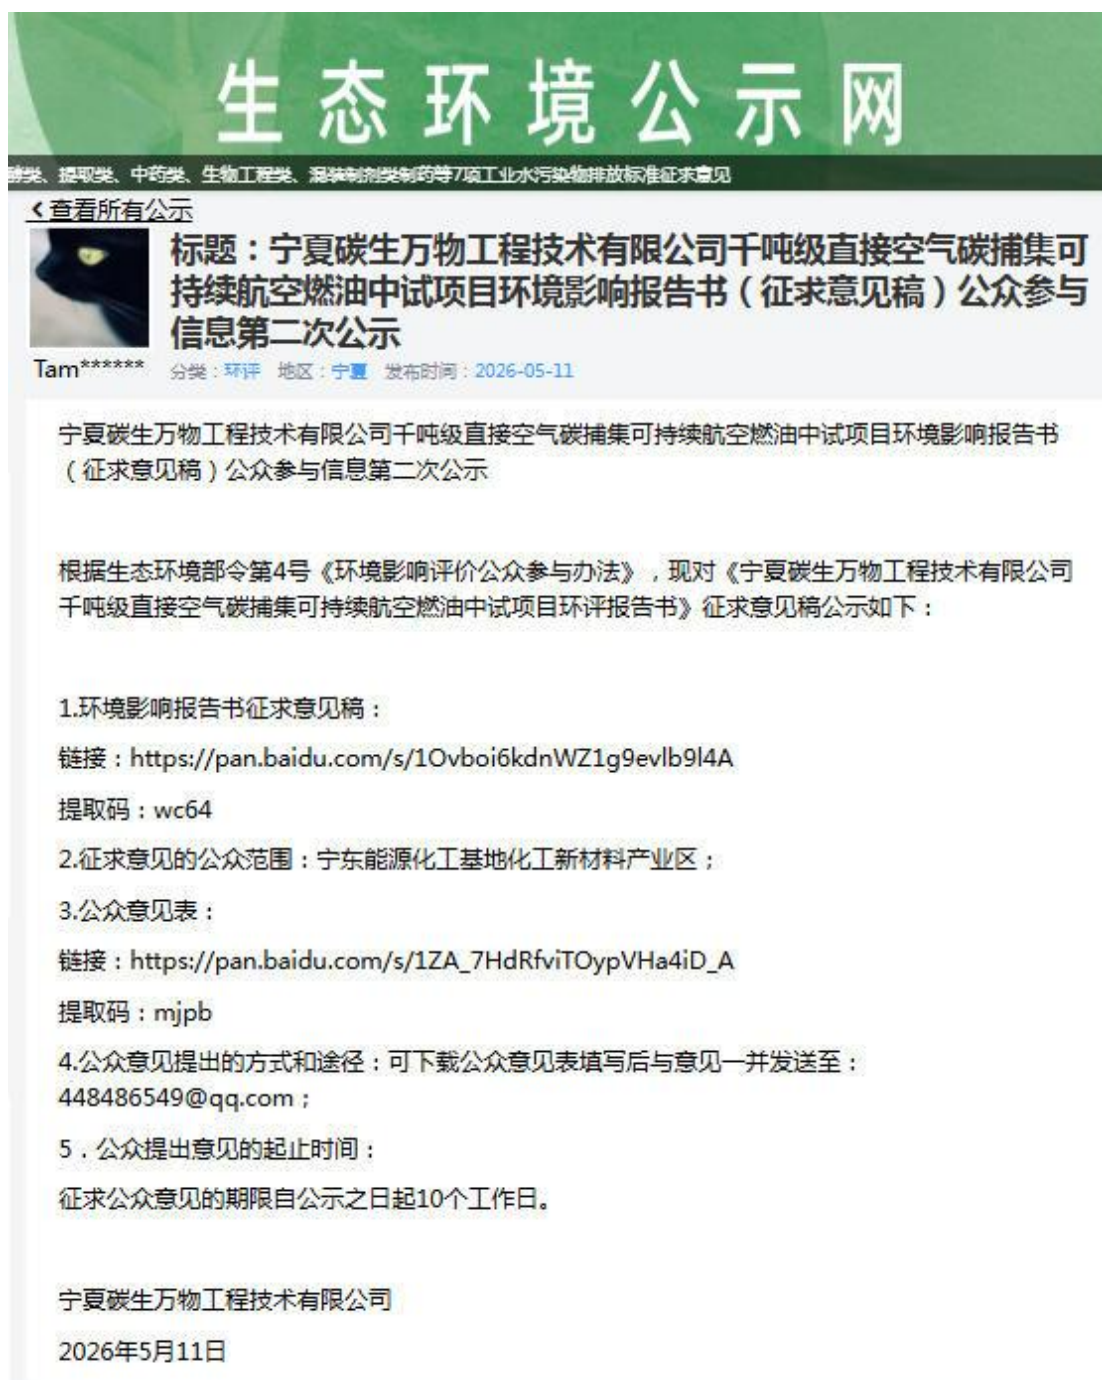 生态环境公示网
酵类、提取类、中药类、生物工程类、混装制剂类制药等7项工业水污染物排放标准征求意见
查看所有公示
标题：宁夏碳生万物工程技术有限公司千吨级直接空气碳捕集可
持续航空燃油中试项目环境影响报告书（征求意见稿）公众参与
信息第二次公示
Tam******
分类：环评 地区：宁夏 发布时间：2026-05-11
宁夏碳生万物工程技术有限公司千吨级直接空气碳捕集可持续航空燃油中试项目环境影响报告书
（征求意见稿）公众参与信息第二次公示
根据生态环境部令第4号《环境影响评价公众参与办法》，现对《宁夏碳生万物工程技术有限公司
千吨级直接空气碳捕集可持续航空燃油中试项目环评报告书》征求意见稿公示如下：
1.环境影响报告书征求意见稿：
链接：https://pan.baidu.com/s/1Ovboi6kdnWZ1g9evlb9l4A
提取码：wc64
2.征求意见的公众范围：宁东能源化工基地化工新材料产业区；
3.公众意见表：
链接：https://pan.baidu.com/s/1ZA_7HdRfviTOypVHa4iD_A
提取码：mjpb
4.公众意见提出的方式和途径：可下载公众意见表填写后与意见一并发送至：
448486549@qq.com；
5．公众提出意见的起止时间：
征求公众意见的期限自公示之日起10个工作日。
宁夏碳生万物工程技术有限公司
2026年5月11日